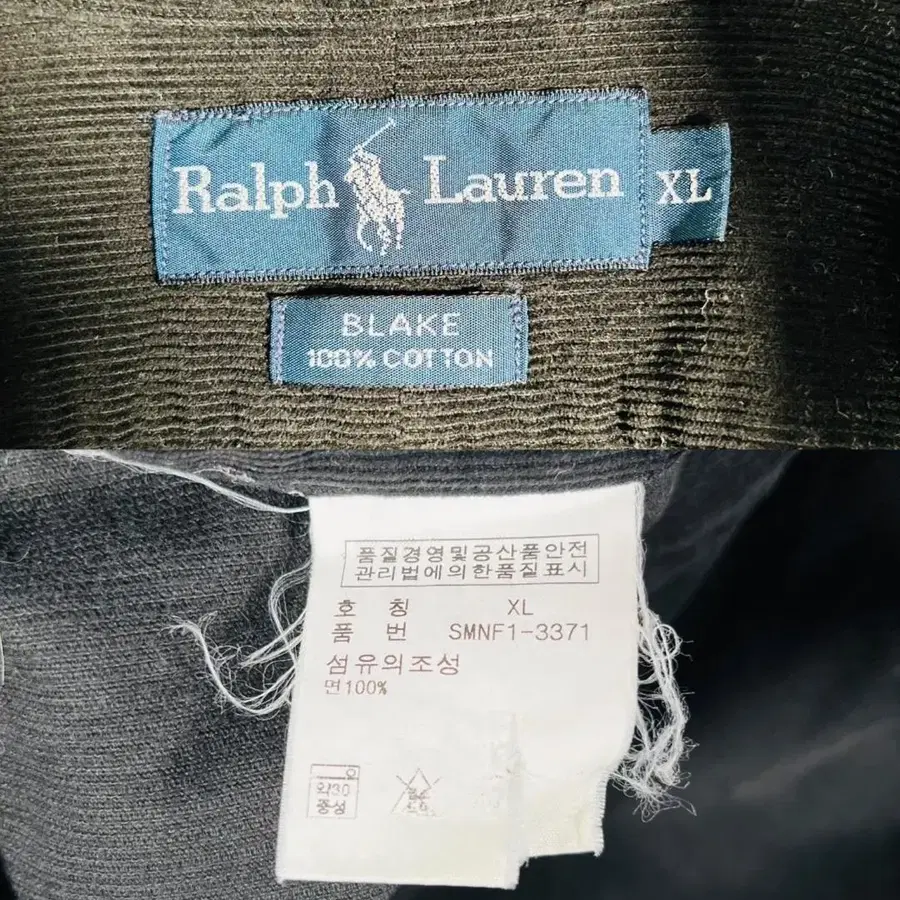 Ralph Lauren XL
BLAKE
100% COTTON
품질경영및공산품안전
관리법에의한품질표시
호 칭 XL
품 번 SMNF1-3371
섬유의조성
면100%
약30
중성